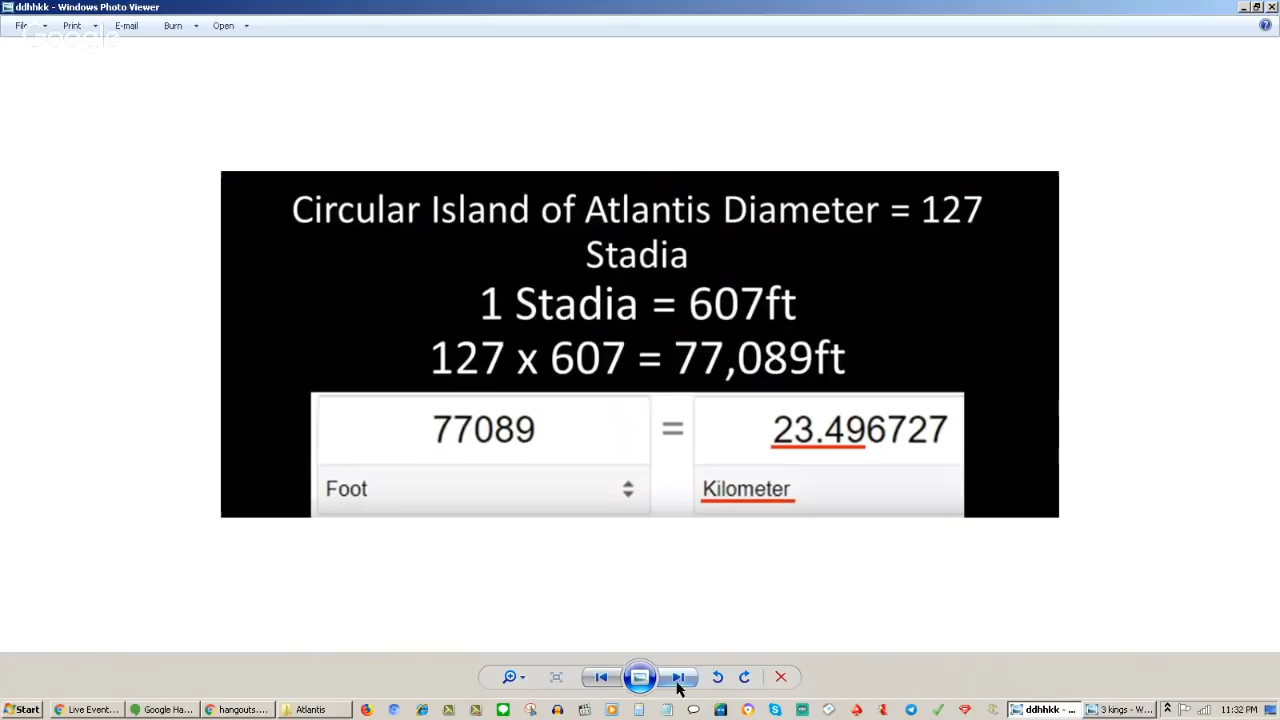 ddhhkk - Windows Photo Viewer
File Print E-mail Burn Open
Google
Circular Island of Atlantis Diameter = 127
Stadia
1 Stadia = 607ft
127 x 607 = 77,089ft
77089 = 23.496727
Foot Kilometer
Start Live Event... Google Ha... hangouts.... Atlantis ddhhkk - ... 3 kings - W... 11:32 PM